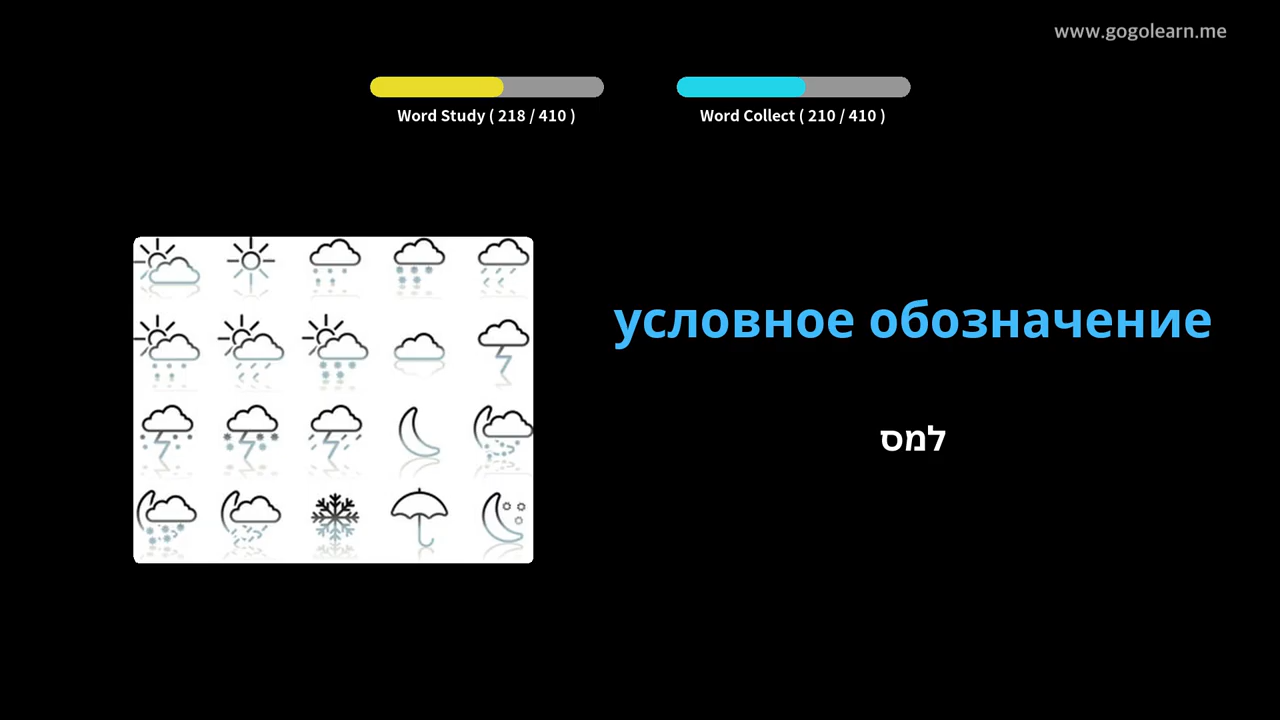 www.gogolearn.me
Word Study ( 218 / 410 )
Word Collect ( 210 / 410 )
условное обозначение
למס